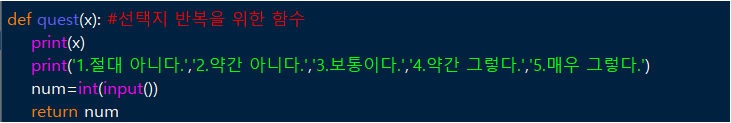 def quest(x): #선택지 반복을 위한 함수
print(x)
print('1.절대 아니다.','2.약간 아니다.','3.보통이다.','4.약간 그렇다.','5.매우 그렇다.')
num=int(input())
return num